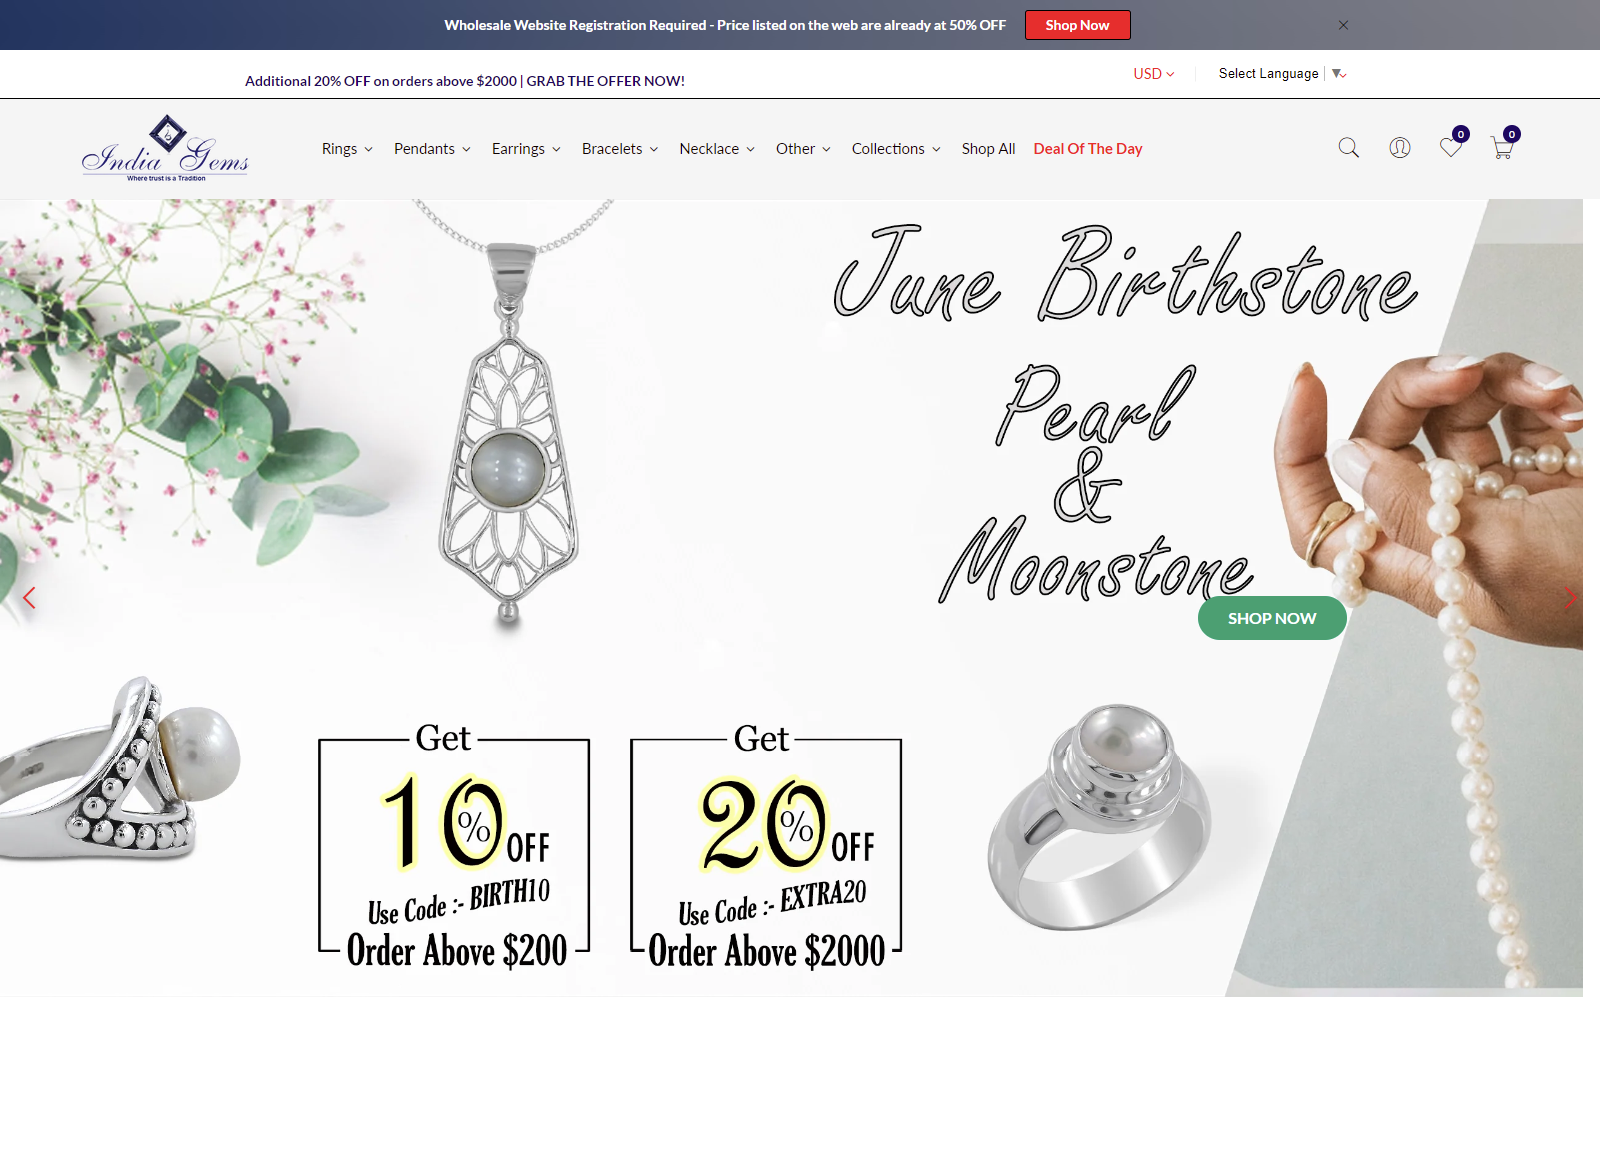 Wholesale Website Registration Required - Price listed on the web are already at 50% OFF Shop Now
Additional 20% OFF on orders above $2000 | GRAB THE OFFER NOW!
USD
Select Language
India Gems
Where trust is a Tradition
Rings Pendants Earrings Bracelets Necklace Other Collections Shop All Deal Of The Day
0
0
June Birthstone
Pearl
&
Moonstone
SHOP NOW
Get
10% OFF
Use Code :- BIRTH10
Order Above $200
Get
20% OFF
Use Code :- EXTRA20
Order Above $2000